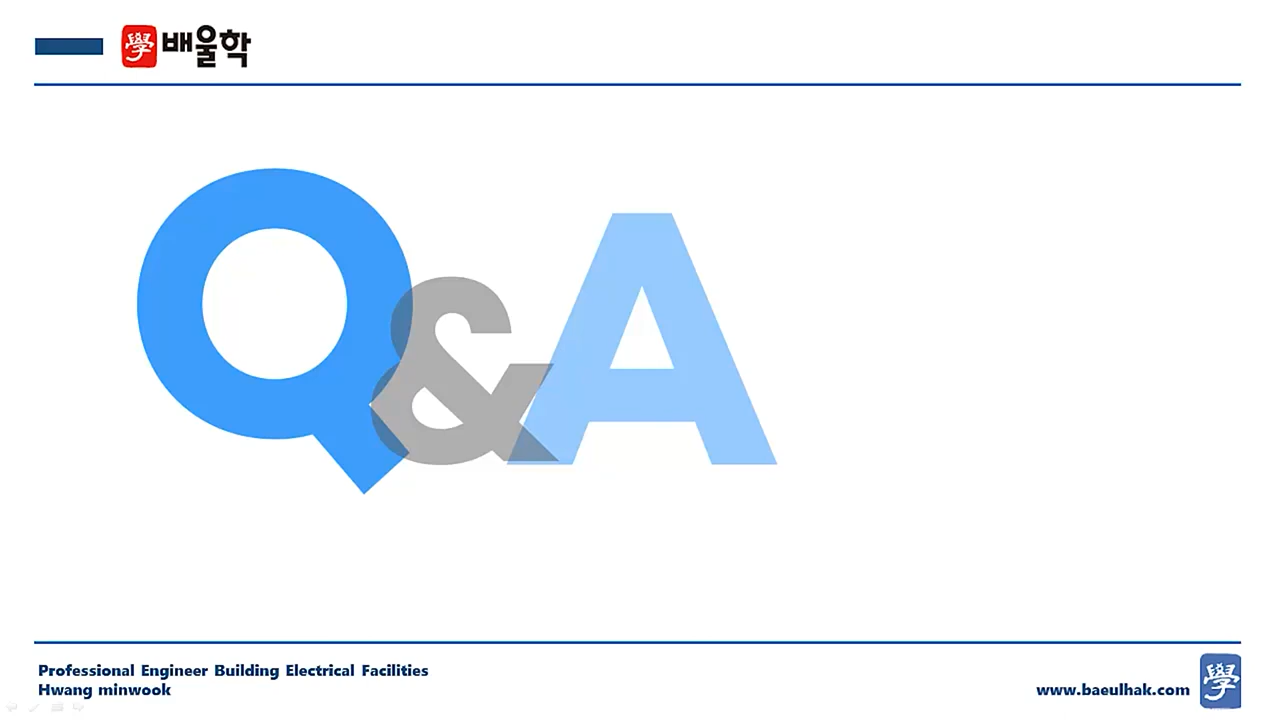 學 배울학
Q&A
Professional Engineer Building Electrical Facilities
Hwang minwook
www.baeulhak.com 學